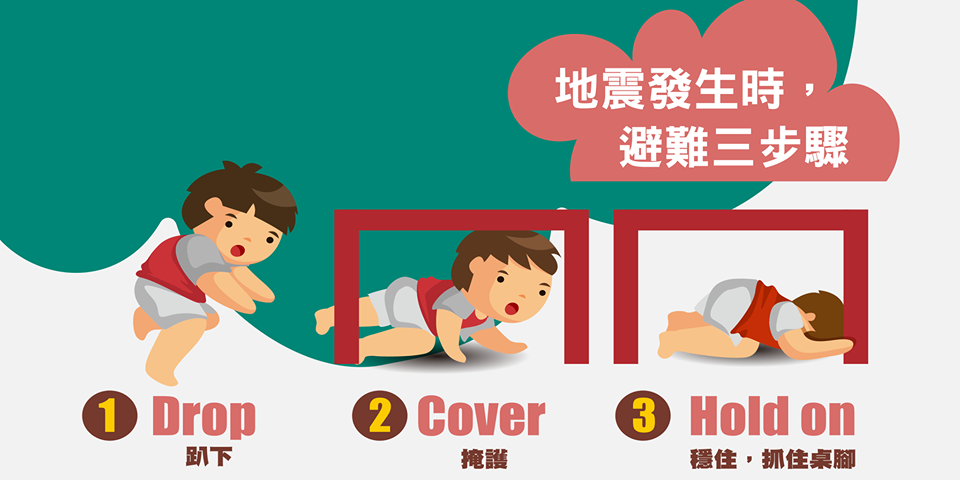 地震發生時，
避難三步驟
1 Drop
趴下
2 Cover
掩護
3 Hold on
穩住，抓住桌腳